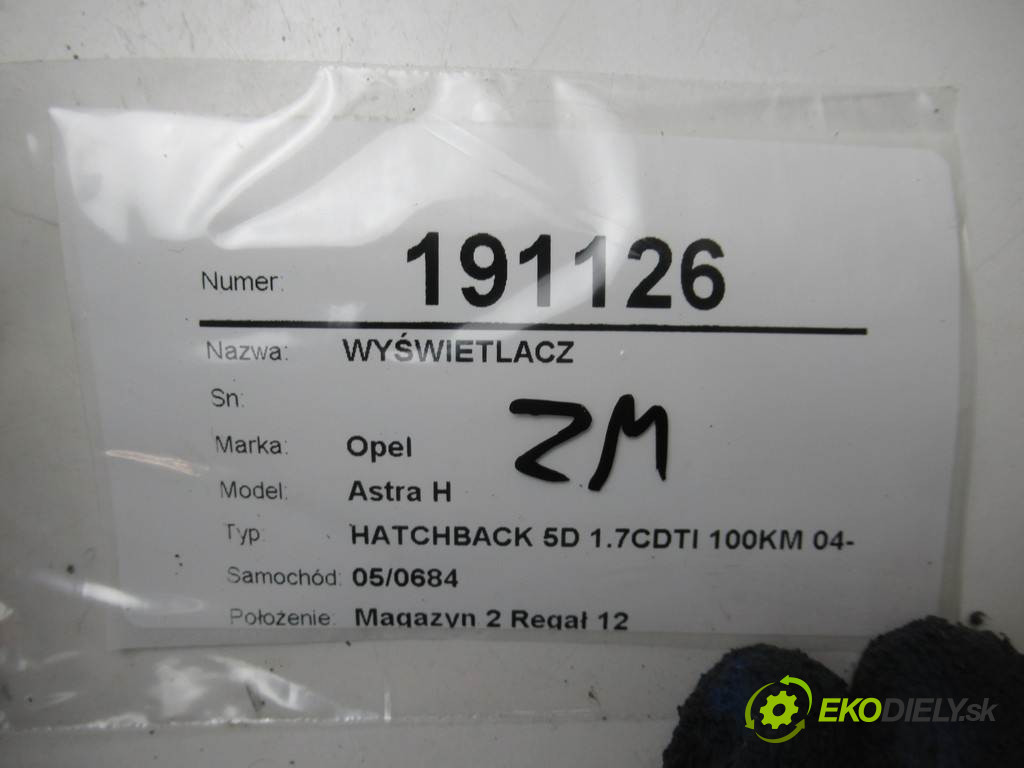 Numer: 191126
Nazwa: WYŚWIETLACZ
Sn:
ZM
Marka: Opel
Model: Astra H
Typ: HATCHBACK 5D 1.7CDTI 100KM 04-
Samochód: 05/0684
Położenie: Magazyn 2 Regał 12
EKODIELY.sk